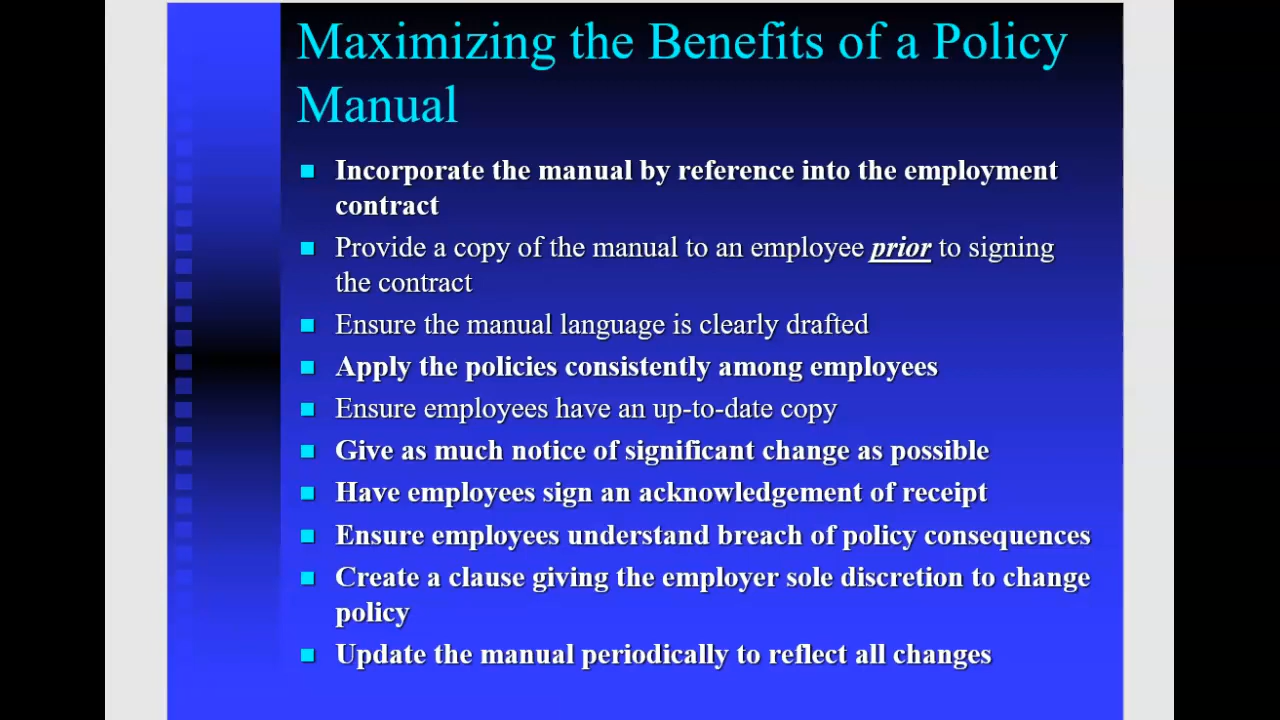 Maximizing the Benefits of a Policy
Manual
Incorporate the manual by reference into the employment
contract
Provide a copy of the manual to an employee prior to signing
the contract
Ensure the manual language is clearly drafted
Apply the policies consistently among employees
Ensure employees have an up-to-date copy
Give as much notice of significant change as possible
Have employees sign an acknowledgement of receipt
Ensure employees understand breach of policy consequences
Create a clause giving the employer sole discretion to change
policy
Update the manual periodically to reflect all changes